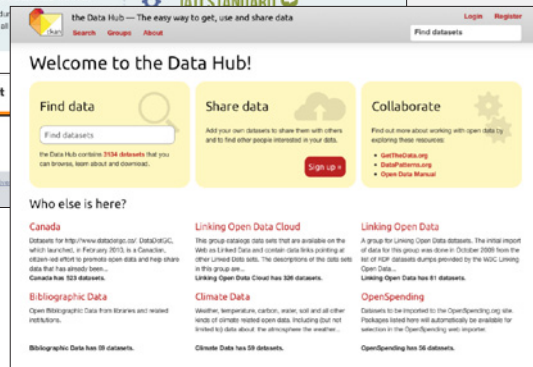 the Data Hub — The easy way to get, use and share data
Login Register
ckan
Search Groups About
Find datasets
Welcome to the Data Hub!
Find data
Find datasets
the Data Hub contains 3134 datasets that you
can browse, learn about and download.
Share data
Add your own datasets to share them with others
and to find other people interested in your data.
Sign up »
Collaborate
Find out more about working with open data by
exploring these resources:
GetTheData.org
DataPatterns.org
Open Data Manual
Who else is here?
Canada
Datasets for http://www.datadotgc.ca/. DataDotGC,
which launched, in February 2010, is a Canadian,
citizen-led effort to promote open data and help share
data that has already been...
Canada has 523 datasets.
Linking Open Data Cloud
This group catalogs data sets that are available on the
Web as Linked Data and contain data links pointing at
other Linked Data sets. The descriptions of the data sets
in this group are...
Linking Open Data Cloud has 326 datasets.
Linking Open Data
A group for Linking Open Data datasets. The initial import
of data for this group was done in October 2009 from the
list of RDF datasets dumps provided by the W3C Linking
Open Data...
Linking Open Data has 81 datasets.
Bibliographic Data
Open Bibliographic Data from libraries and related
institutions.
Bibliographic Data has 59 datasets.
Climate Data
Weather, temperature, carbon, water, soil and all other
kinds of climate related open data. Including (but not
limited to) data about the atmosphere the weather...
Climate Data has 59 datasets.
OpenSpending
Datasets to be imported to the OpenSpending.org site.
Packages listed here will automatically be available for
selection in the OpenSpending web importer.
OpenSpending has 56 datasets.